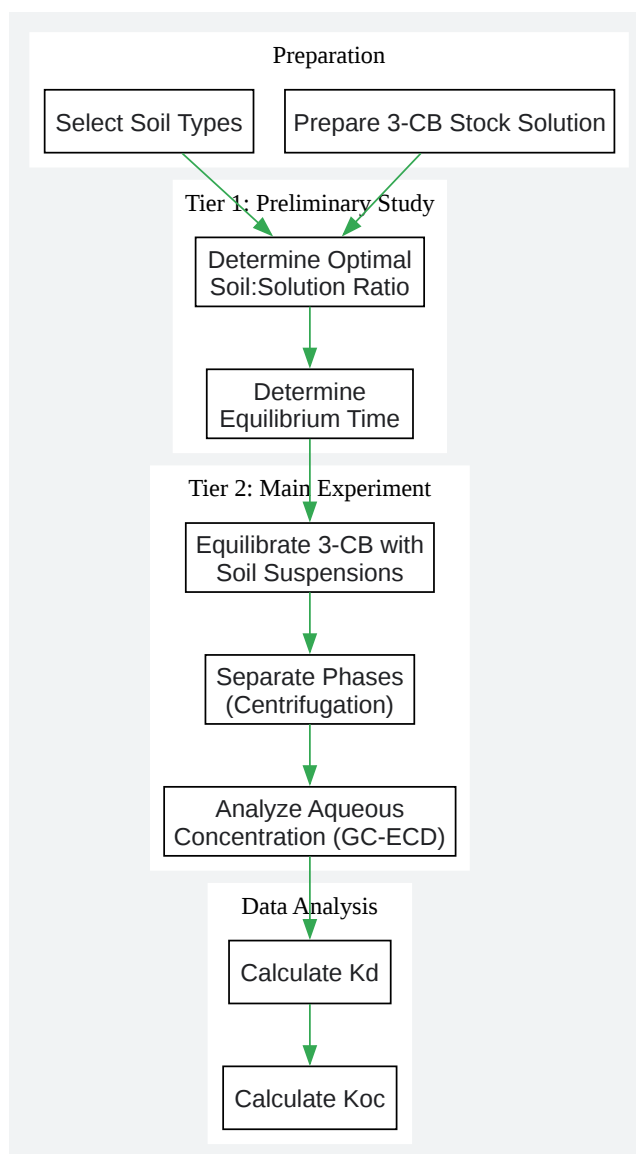 Preparation
Select Soil Types
Prepare 3-CB Stock Solution
Tier 1: Preliminary Study
Determine Optimal
Soil:Solution Ratio
Determine
Equilibrium Time
Tier 2: Main Experiment
Equilibrate 3-CB with
Soil Suspensions
Separate Phases
(Centrifugation)
Analyze Aqueous
Concentration (GC-ECD)
Data Analysis
Calculate Kd
Calculate Koc